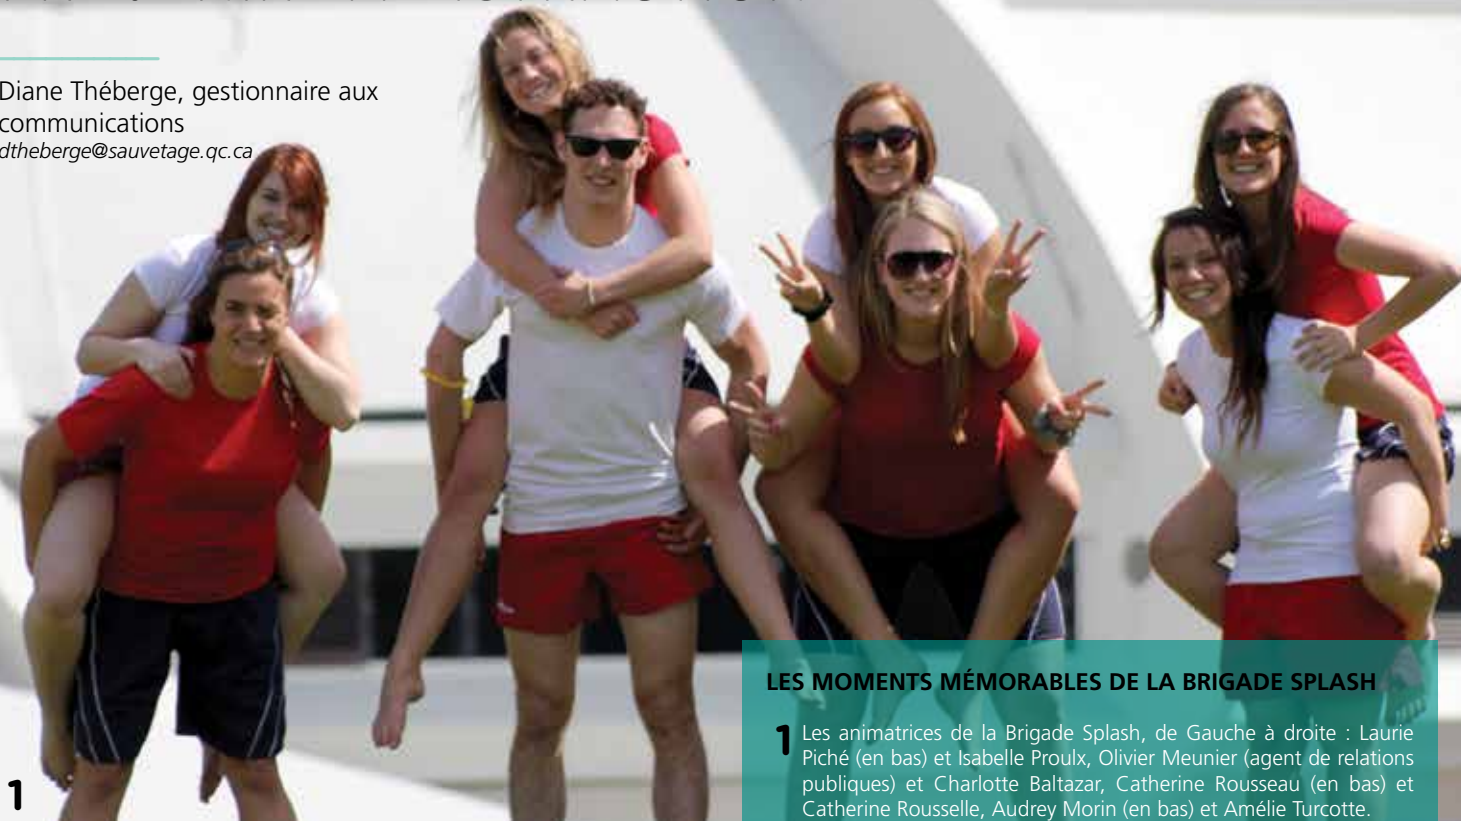 Diane Théberge, gestionnaire aux
communications
dtheberge@sauvetage.qc.ca
LES MOMENTS MÉMORABLES DE LA BRIGADE SPLASH
1 Les animatrices de la Brigade Splash, de Gauche à droite : Laurie
Piché (en bas) et Isabelle Proulx, Olivier Meunier (agent de relations
publiques) et Charlotte Baltazar, Catherine Rousseau (en bas) et
Catherine Rousselle, Audrey Morin (en bas) et Amélie Turcotte.
1